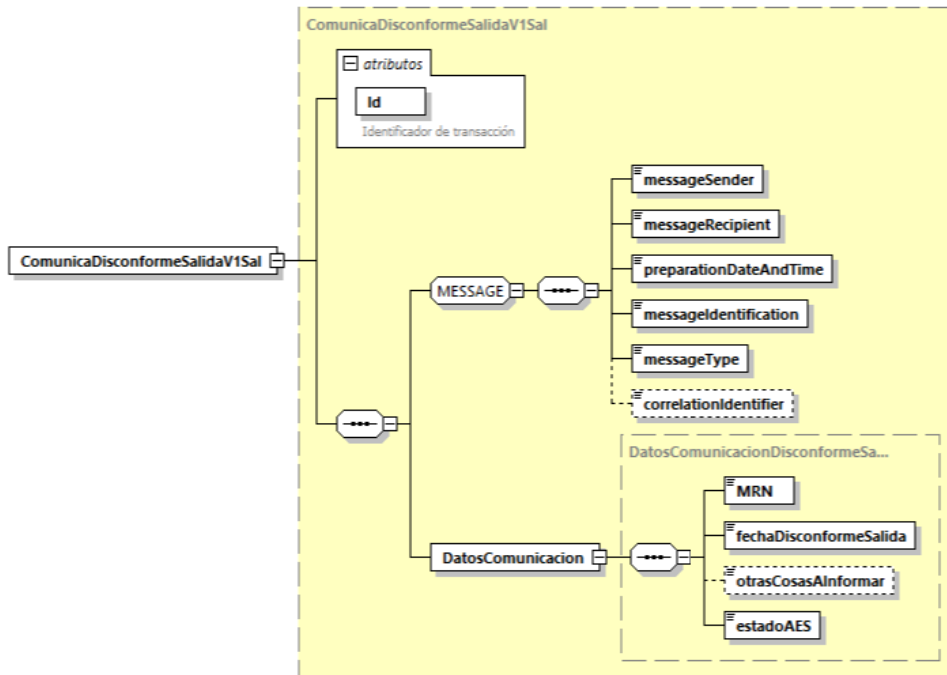 ComunicaDisconformeSalidaV1Sal
atributos
Id
Identificador de transacción
ComunicaDisconformeSalidaV1Sal
MESSAGE
messageSender
messageRecipient
preparationDateAndTime
messageIdentification
messageType
correlationIdentifier
DatosComunicacion
DatosComunicacionDisconformeSa...
MRN
fechaDisconformeSalida
otrasCosasAInformar
estadoAES